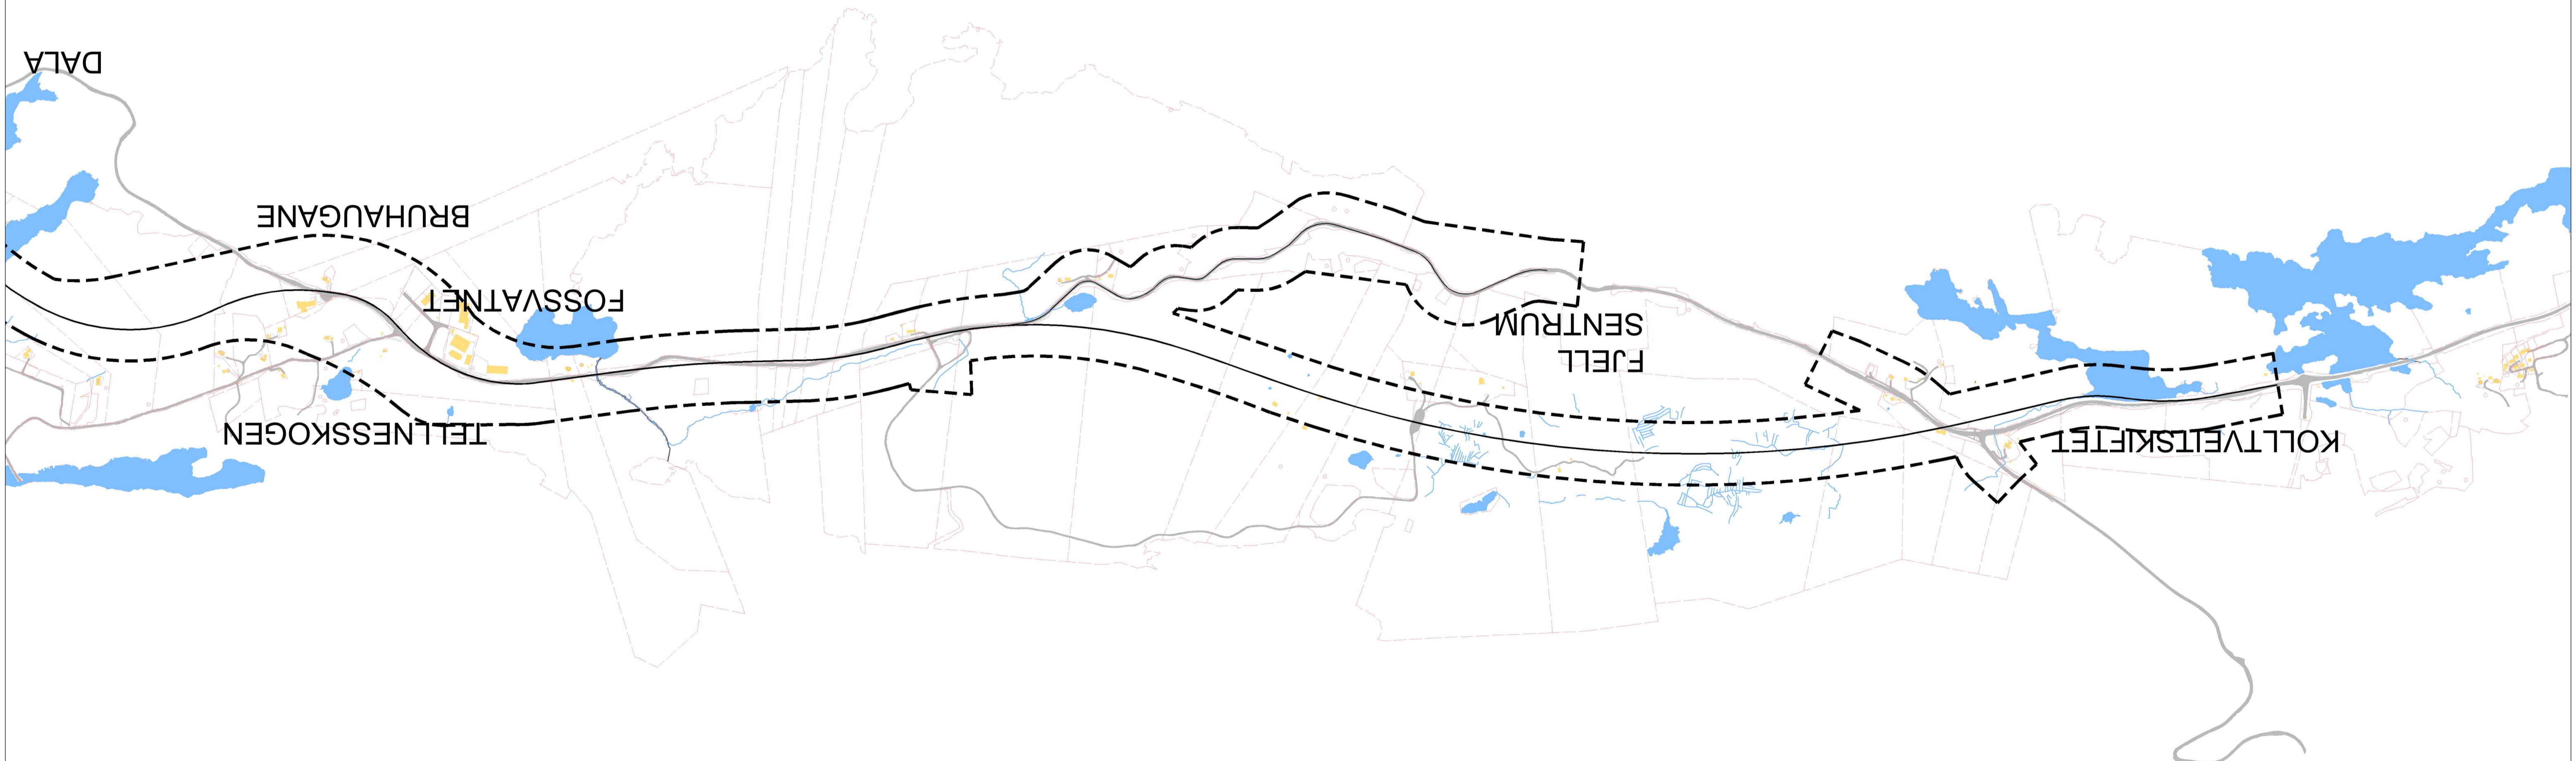 KOLLTVEITSKIFTET
TELLNESSKOGEN
FJELL
SENTRUM
FOSSVATNET
BRUHAUGANE
DALA